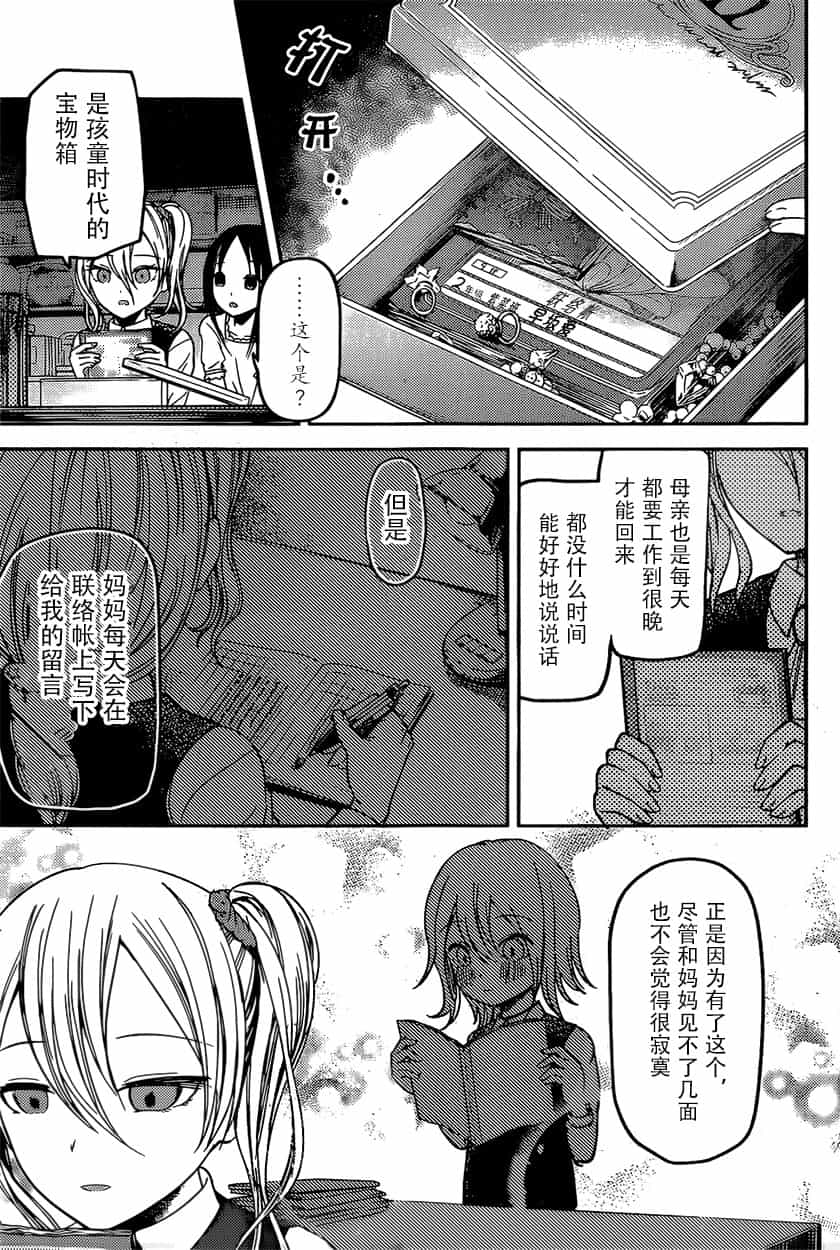 打
开
……这个是？
是孩童时代的
宝物箱
联络帐
2年级
早坂爱
母亲也是每天
都要工作到很晚
才能回来
都没什么时间
能好好地说说话
但是
妈妈每天会在
联络帐上写下
给我的留言
正是因为有了这个,
尽管和妈妈见不了几面
也不会觉得很寂寞